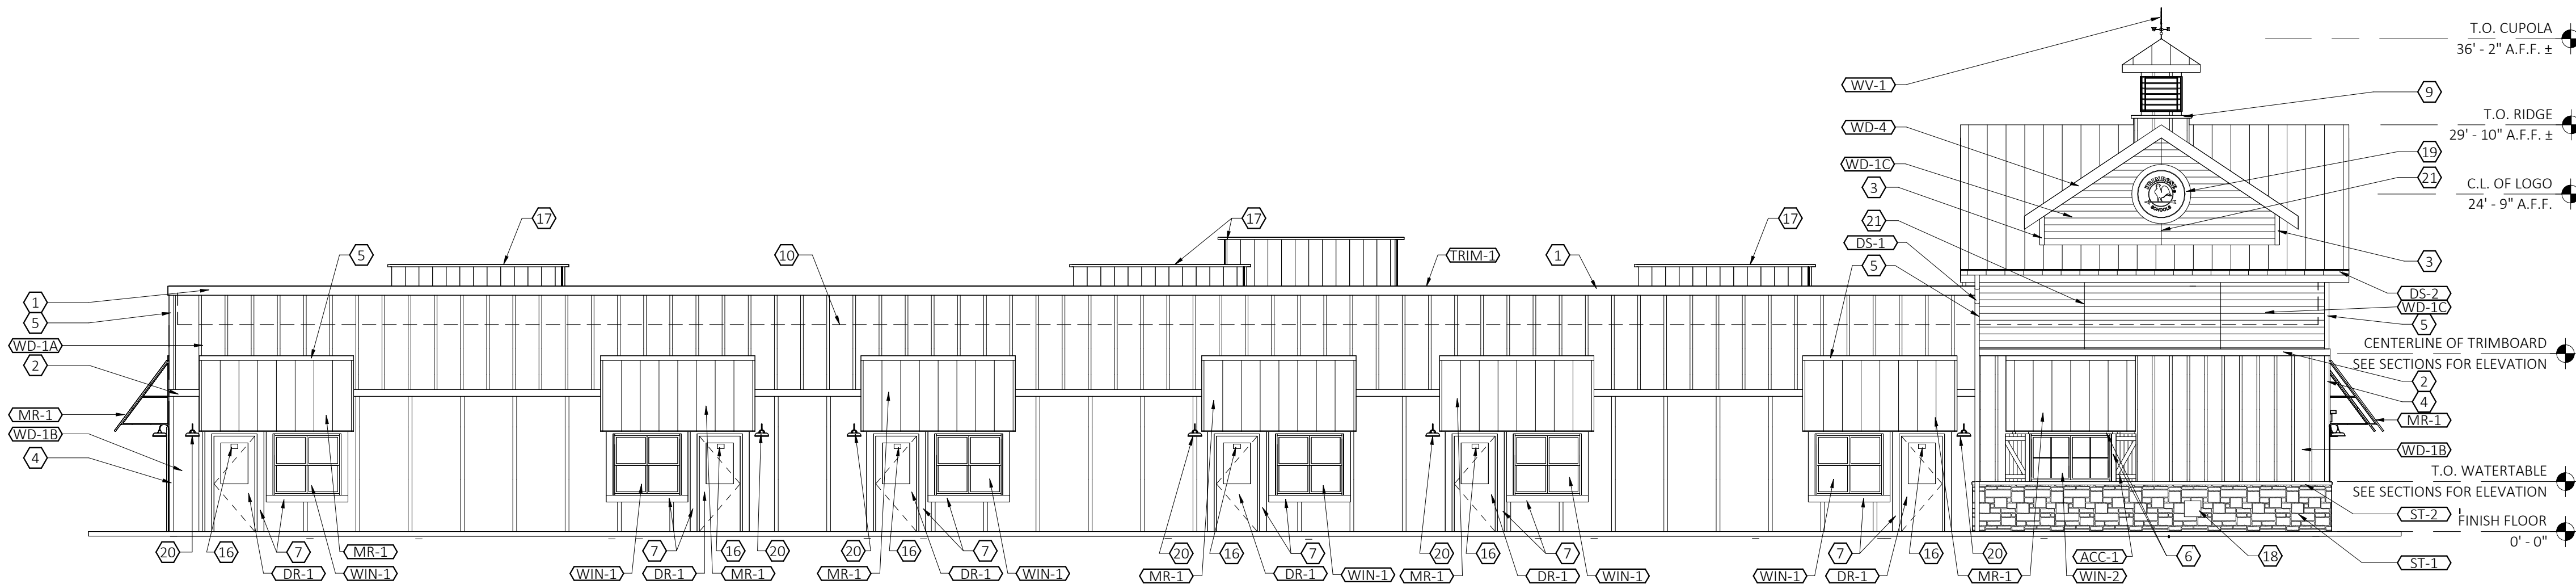 T.O. CUPOLA
36' - 2" A.F.F. ±
WV-1
9
T.O. RIDGE
29' - 10" A.F.F. ±
WD-4
19
WD-1C
21
C.L. OF LOGO
24' - 9" A.F.F.
3
PRIMROSE
SCHOOLS
17
17
17
21
DS-1
3
5
10
TRIM-1
1
5
1
5
DS-2
WD-1C
5
WD-1A
2
CENTERLINE OF TRIMBOARD
SEE SECTIONS FOR ELEVATION
2
4
MR-1
MR-1
WD-1B
WD-1B
4
T.O. WATERTABLE
SEE SECTIONS FOR ELEVATION
ST-2
FINISH FLOOR
0' - 0"
20
16
7
MR-1
7
16
20
20
16
7
20
16
7
20
16
7
7
16
20
ACC-1
6
18
ST-1
DR-1
WIN-1
WIN-1
DR-1
MR-1
MR-1
DR-1
WIN-1
MR-1
DR-1
WIN-1
MR-1
DR-1
WIN-1
WIN-1
DR-1
MR-1
WIN-2